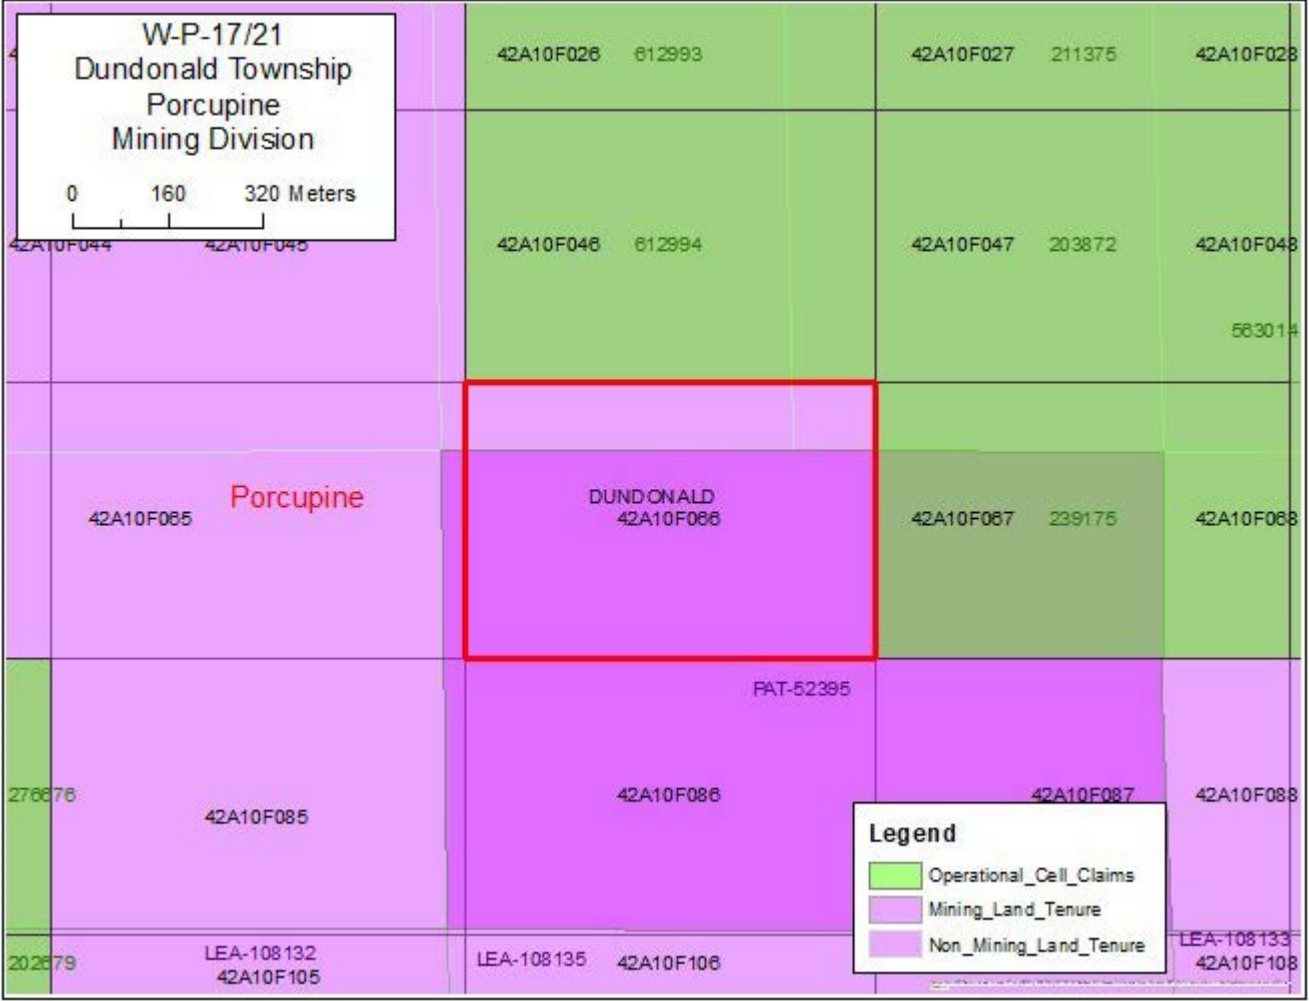 W-P-17/21
Dundonald Township
Porcupine
Mining Division
0 160 320 Meters
42A10F026 612993
42A10F027 211375
42A10F028
42A10F044 42A10F045
42A10F046 612994
42A10F047 203872
42A10F048
563014
42A10F065
Porcupine
DUNDONALD
42A10F066
42A10F067 239175
42A10F068
PAT-52395
276676
42A10F085
42A10F086
42A10F087
42A10F088
Legend
Operational_Cell_Claims
Mining_Land_Tenure
Non_Mining_Land_Tenure
202679
LEA-108132
42A10F105
LEA-108135 42A10F106
LEA-108133
42A10F108